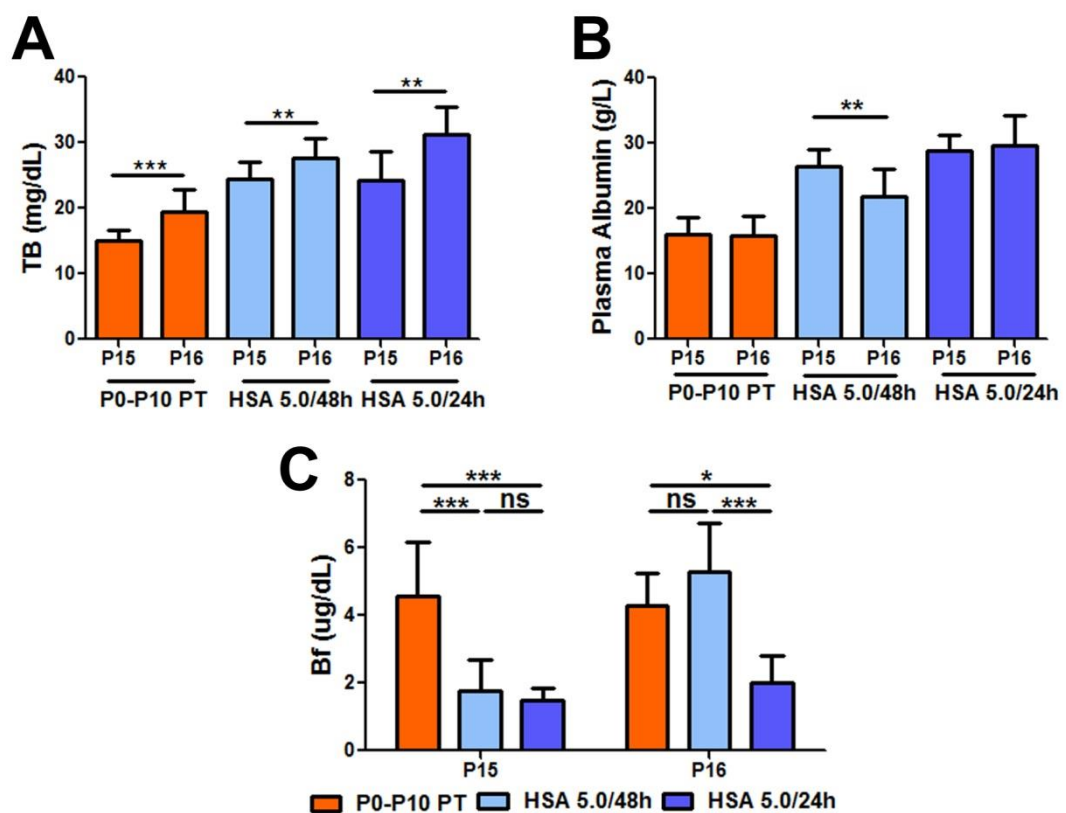 A
TB (mg/dL)
40
30
20
10
0
***
**
**
P15 P16 P15 P16 P15 P16
P0-P10 PT HSA 5.0/48h HSA 5.0/24h
B
Plasma Albumin (g/L)
40
30
20
10
0
**
P15 P16 P15 P16 P15 P16
P0-P10 PT HSA 5.0/48h HSA 5.0/24h
C
Bf (ug/dL)
8
6
4
2
0
***
*** ns
*
ns ***
P15 P16
P0-P10 PT HSA 5.0/48h HSA 5.0/24h